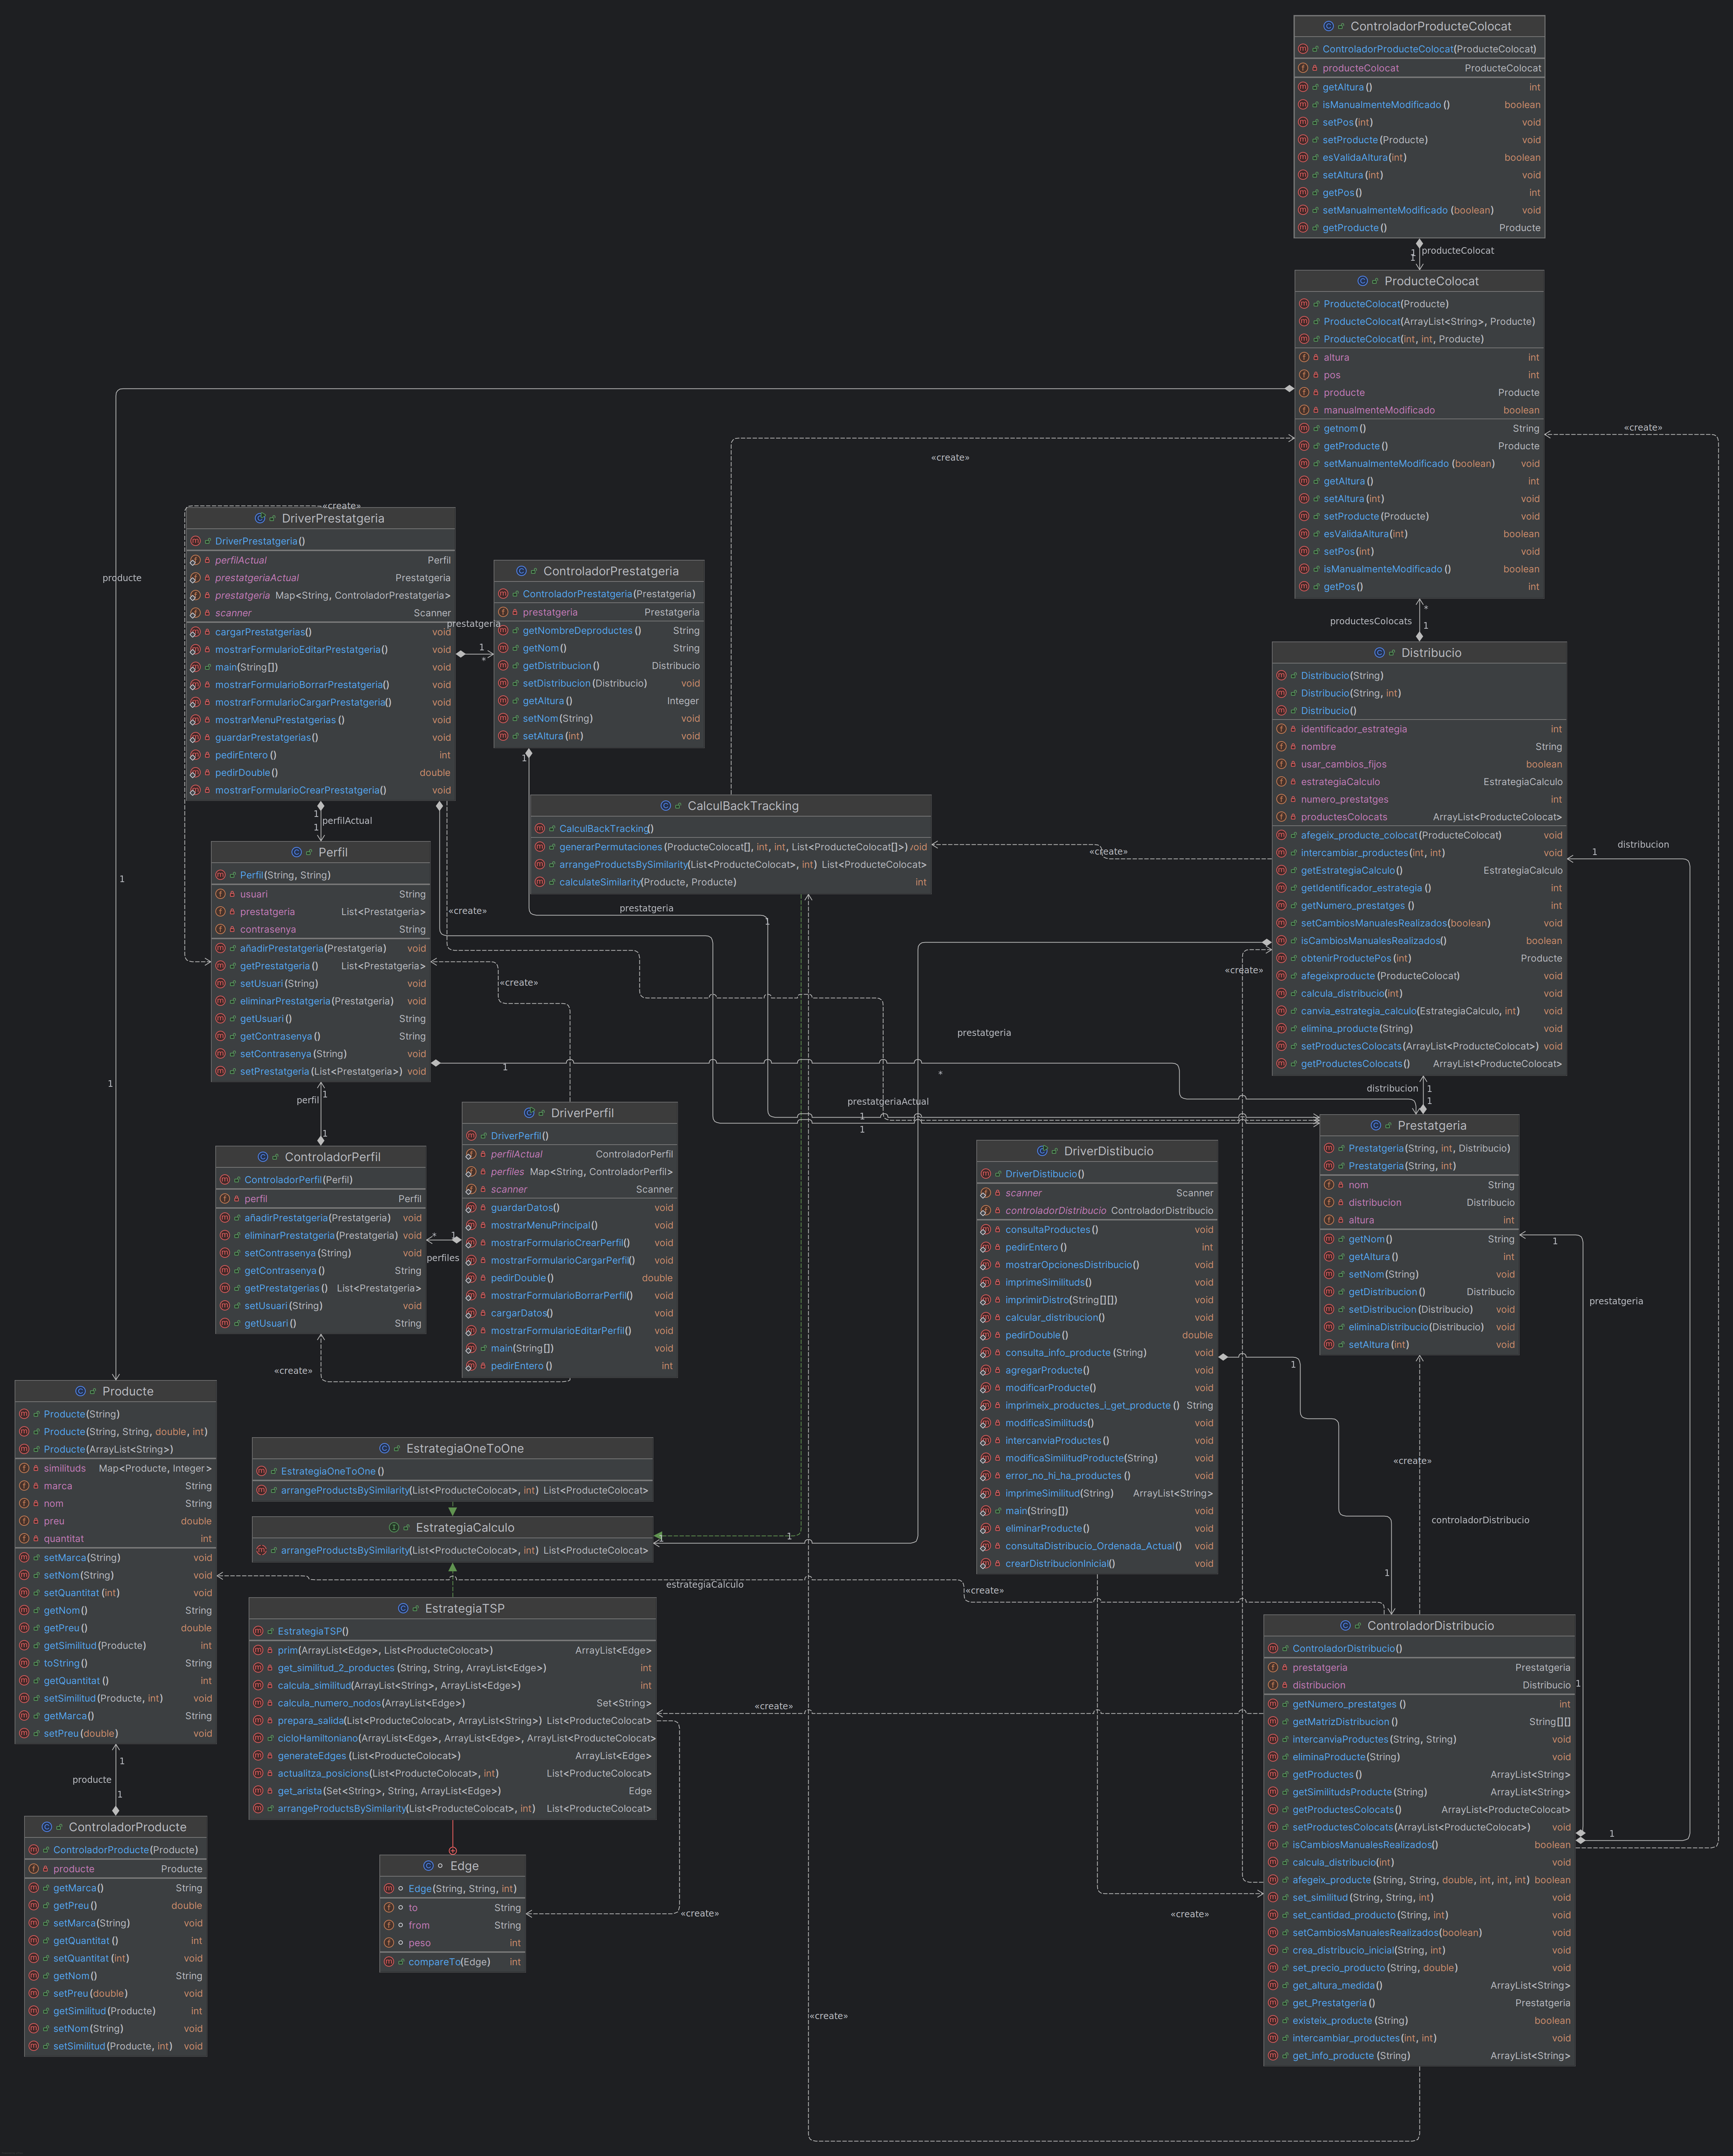 ControladorProducteColocat
ControladorProducteColocat(ProducteColocat)
producteColocat ProducteColocat
getAltura() int
isManualmenteModificado() boolean
setPos(int) void
setProducte(Producte) void
esValidaAltura(int) boolean
setAltura(int) void
getPos() int
setManualmenteModificado(boolean) void
getProducte() Producte
1
producteColocat
1
ProducteColocat
ProducteColocat(Producte)
ProducteColocat(ArrayList<String>, Producte)
ProducteColocat(int, int, Producte)
altura int
pos int
producte Producte
manualmenteModificado boolean
getnom() String
getProducte() Producte
setManualmenteModificado(boolean) void
getAltura() int
setAltura(int) void
setProducte(Producte) void
esValidaAltura(int) boolean
setPos(int) void
isManualmenteModificado() boolean
getPos() int
«create»
«create»
*
productesColocats
1
producte
1
1
«create»
DriverPrestatgeria
DriverPrestatgeria()
perfilActual Perfil
prestatgeriaActual Prestatgeria
prestatgeria Map<String, ControladorPrestatgeria>
scanner Scanner
cargarPrestatgerias() void
mostrarFormularioEditarPrestatgeria() void
main(String[]) void
mostrarFormularioBorrarPrestatgeria() void
mostrarFormularioCargarPrestatgeria() void
mostrarMenuPrestatgerias() void
guardarPrestatgerias() void
pedirEntero() int
pedirDouble() double
mostrarFormularioCrearPrestatgeria() void
prestatgeria
1
*
ControladorPrestatgeria
ControladorPrestatgeria(Prestatgeria)
prestatgeria Prestatgeria
getNombreDeproductes() String
getNom() String
getDistribucion() Distribucio
setDistribucion(Distribucio) void
getAltura() Integer
setNom(String) void
setAltura(int) void
1
Distribucio
Distribucio(String)
Distribucio(String, int)
Distribucio()
identificador_estrategia int
nombre String
usar_cambios_fijos boolean
estrategiaCalculo EstrategiaCalculo
numero_prestatges int
productesColocats ArrayList<ProducteColocat>
afegeix_producte_colocat(ProducteColocat) void
intercambiar_productes(int, int) void
getEstrategiaCalculo() EstrategiaCalculo
getIdentificador_estrategia() int
getNumero_prestatges() int
setCambiosManualesRealizados(boolean) void
isCambiosManualesRealizados() boolean
obtenirProductePos(int) Producte
afegeixproducte(ProducteColocat) void
calcula_distribucio(int) void
canvia_estrategia_calculo(EstrategiaCalculo, int) void
elimina_producte(String) void
setProductesColocats(ArrayList<ProducteColocat>) void
getProductesColocats() ArrayList<ProducteColocat>
CalculBackTracking
CalculBackTracking()
generarPermutaciones(ProducteColocat[], int, int, List<ProducteColocat[]>) void
arrangeProductsBySimilarity(List<ProducteColocat>, int) List<ProducteColocat>
calculateSimilarity(Producte, Producte) int
«create»
1
distribucion
1
perfilActual
1
Perfil
Perfil(String, String)
usuari String
prestatgeria List<Prestatgeria>
contrasenya String
añadirPrestatgeria(Prestatgeria) void
getPrestatgeria() List<Prestatgeria>
setUsuari(String) void
eliminarPrestatgeria(Prestatgeria) void
getUsuari() String
getContrasenya() String
setContrasenya(String) void
setPrestatgeria(List<Prestatgeria>) void
«create»
prestatgeria
1
«create»
«create»
prestatgeria
1
*
prestatgeriaActual
1
1
distribucion
1
1
perfil
1
1
ControladorPerfil
ControladorPerfil(Perfil)
perfil Perfil
añadirPrestatgeria(Prestatgeria) void
eliminarPrestatgeria(Prestatgeria) void
setContrasenya(String) void
getContrasenya() String
getPrestatgerias() List<Prestatgeria>
setUsuari(String) void
getUsuari() String
*
1
perfiles
«create»
DriverPerfil
DriverPerfil()
perfilActual ControladorPerfil
perfiles Map<String, ControladorPerfil>
scanner Scanner
guardarDatos() void
mostrarMenuPrincipal() void
mostrarFormularioCrearPerfil() void
mostrarFormularioCargarPerfil() void
pedirDouble() double
mostrarFormularioBorrarPerfil() void
cargarDatos() void
mostrarFormularioEditarPerfil() void
main(String[]) void
pedirEntero() int
DriverDistibucio
DriverDistibucio()
scanner Scanner
controladorDistribucio ControladorDistribucio
consultaProductes() void
pedirEntero() int
mostrarOpcionesDistribucio() void
imprimeSimilituds() void
imprimirDistro(String[][]) void
calcular_distribucion() void
pedirDouble() double
consulta_info_producte(String) void
agregarProducte() void
modificarProducte() void
imprimeix_productes_i_get_producte() String
modificaSimilituds() void
intercanviaProductes() void
modificaSimilitudProducte(String) void
error_no_hi_ha_productes() void
imprimeSimilitud(String) ArrayList<String>
main(String[]) void
eliminarProducte() void
consultaDistribucio_Ordenada_Actual() void
crearDistribucionInicial() void
Prestatgeria
Prestatgeria(String, int, Distribucio)
Prestatgeria(String, int)
nom String
distribucion Distribucio
altura int
getNom() String
getAltura() int
setNom(String) void
getDistribucion() Distribucio
setDistribucion(Distribucio) void
eliminaDistribucio(Distribucio) void
setAltura(int) void
1
prestatgeria
1
«create»
controladorDistribucio
1
Producte
Producte(String)
Producte(String, String, double, int)
Producte(ArrayList<String>)
similituds Map<Producte, Integer>
marca String
nom String
preu double
quantitat int
setMarca(String) void
setNom(String) void
setQuantitat(int) void
getNom() String
getPreu() double
getSimilitud(Producte) int
toString() String
getQuantitat() int
setSimilitud(Producte, int) void
getMarca() String
setPreu(double) void
1
producte
1
ControladorProducte
ControladorProducte(Producte)
producte Producte
getMarca() String
getPreu() double
setMarca(String) void
getQuantitat() int
setQuantitat(int) void
getNom() String
setPreu(double) void
getSimilitud(Producte) int
setNom(String) void
setSimilitud(Producte, int) void
EstrategiaOneToOne
EstrategiaOneToOne()
arrangeProductsBySimilarity(List<ProducteColocat>, int) List<ProducteColocat>
EstrategiaCalculo
arrangeProductsBySimilarity(List<ProducteColocat>, int) List<ProducteColocat>
1
1
estrategiaCalculo
«create»
EstrategiaTSP
EstrategiaTSP()
prim(ArrayList<Edge>, List<ProducteColocat>) ArrayList<Edge>
get_similitud_2_productes(String, String, ArrayList<Edge>) int
calcula_similitud(ArrayList<String>, ArrayList<Edge>) int
calcula_numero_nodos(ArrayList<Edge>) Set<String>
prepara_salida(List<ProducteColocat>, ArrayList<String>) List<ProducteColocat>
cicloHamiltoniano(ArrayList<Edge>, ArrayList<Edge>, ArrayList<ProducteColocat>
generateEdges(List<ProducteColocat>) ArrayList<Edge>
actualitza_posicions(List<ProducteColocat>, int) List<ProducteColocat>
get_arista(Set<String>, String, ArrayList<Edge>) Edge
arrangeProductsBySimilarity(List<ProducteColocat>, int) List<ProducteColocat>
«create»
Edge
Edge(String, String, int)
to String
from String
peso int
compareTo(Edge) int
«create»
«create»
«create»
ControladorDistribucio
ControladorDistribucio()
prestatgeria Prestatgeria
distribucion Distribucio
getNumero_prestatges() int
getMatrizDistribucion() String[][]
intercanviaProductes(String, String) void
eliminaProducte(String) void
getProductes() ArrayList<String>
getSimilitudsProducte(String) ArrayList<String>
getProductesColocats() ArrayList<ProducteColocat>
setProductesColocats(ArrayList<ProducteColocat>) void
isCambiosManualesRealizados() boolean
calcula_distribucio(int) void
afegeix_producte(String, String, double, int, int, int) boolean
set_similitud(String, String, int) void
set_cantidad_producto(String, int) void
setCambiosManualesRealizados(boolean) void
crea_distribucio_inicial(String, int) void
set_precio_producto(String, double) void
get_altura_medida() ArrayList<String>
get_Prestatgeria() Prestatgeria
existeix_producte(String) boolean
intercambiar_productes(int, int) void
get_info_producte(String) ArrayList<String>
1
1